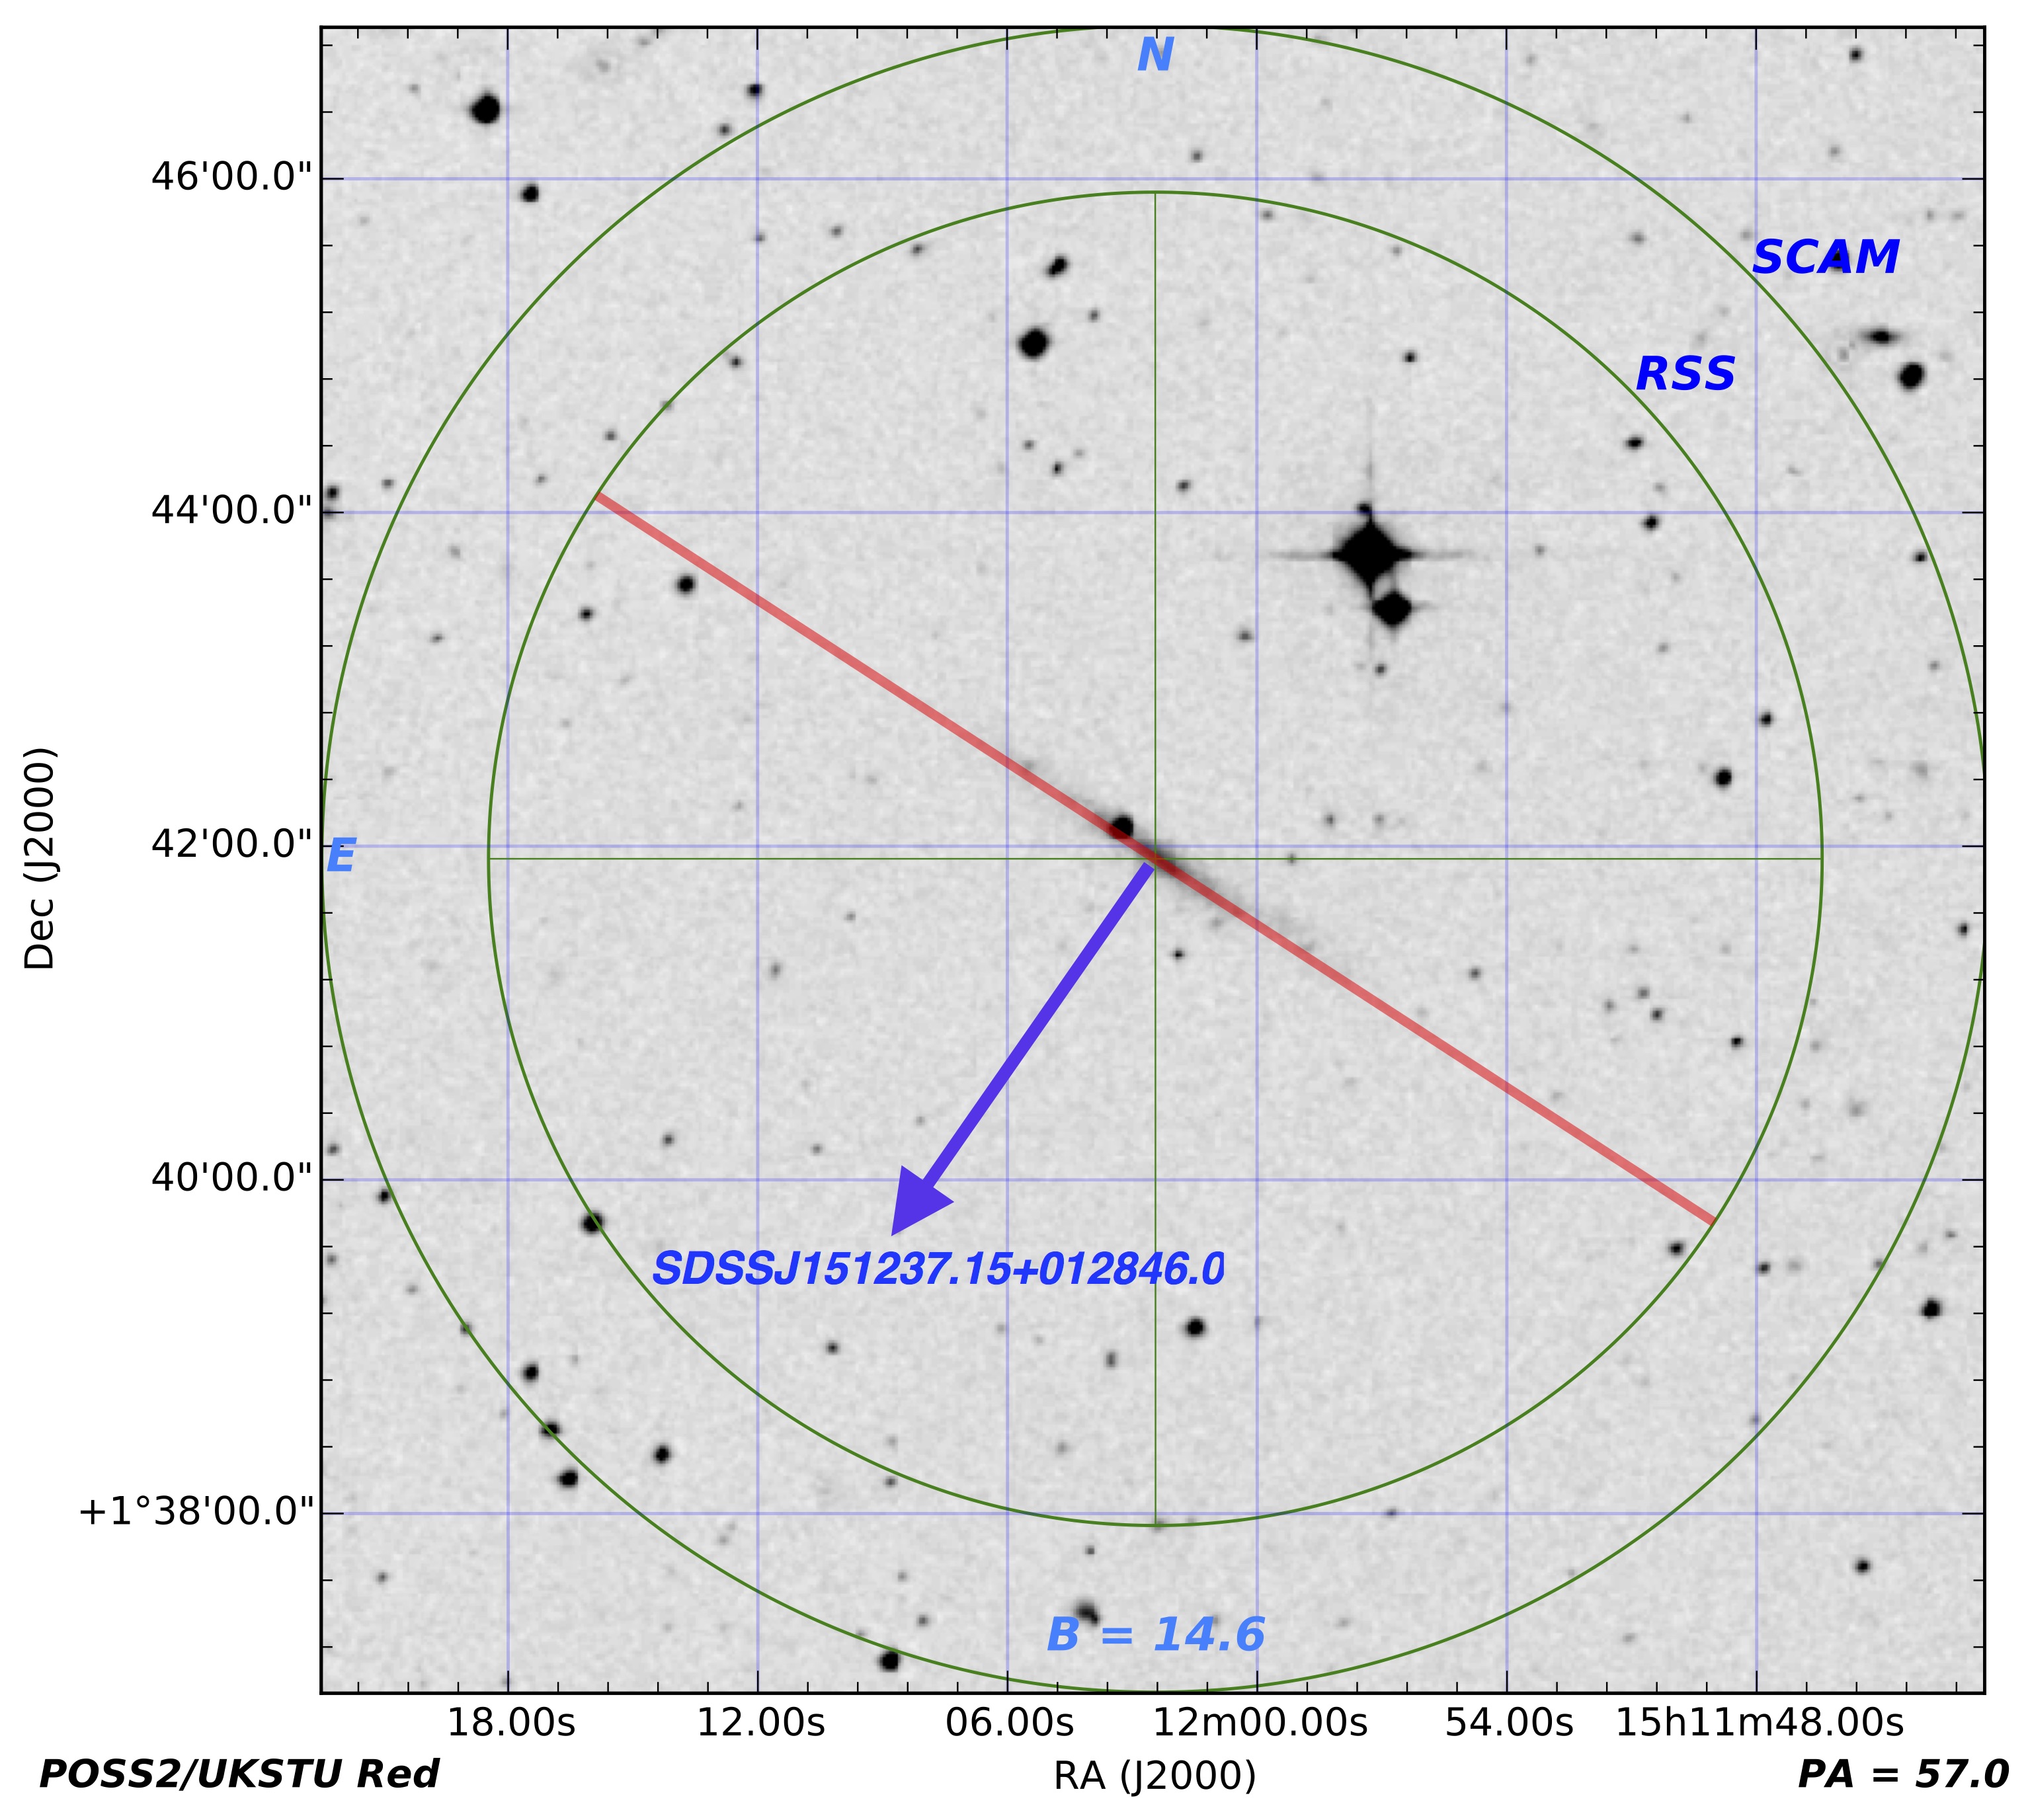 N
46'00.0"
SCAM
RSS
44'00.0"
42'00.0"
E
Dec (J2000)
40'00.0"
SDSSJ151237.15+012846.0
+1°38'00.0"
B = 14.6
18.00s 12.00s 06.00s 12m00.00s 54.00s 15h11m48.00s
POSS2/UKSTU Red RA (J2000) PA = 57.0